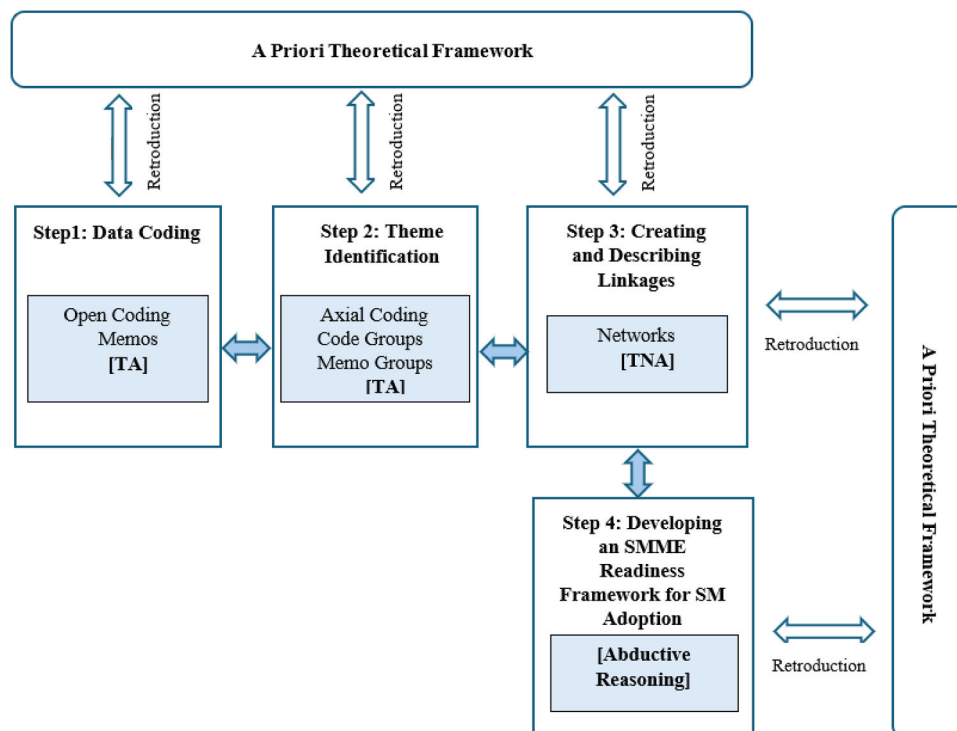 A Priori Theoretical Framework
Retroduction
Retroduction
Retroduction
Step1: Data Coding
Open Coding
Memos
[TA]
Step 2: Theme
Identification
Axial Coding
Code Groups
Memo Groups
[TA]
Step 3: Creating
and Describing
Linkages
Networks
[TNA]
Retroduction
A Priori Theoretical Framework
Step 4: Developing
an SMME
Readiness
Framework for SM
Adoption
[Abductive
Reasoning]
Retroduction